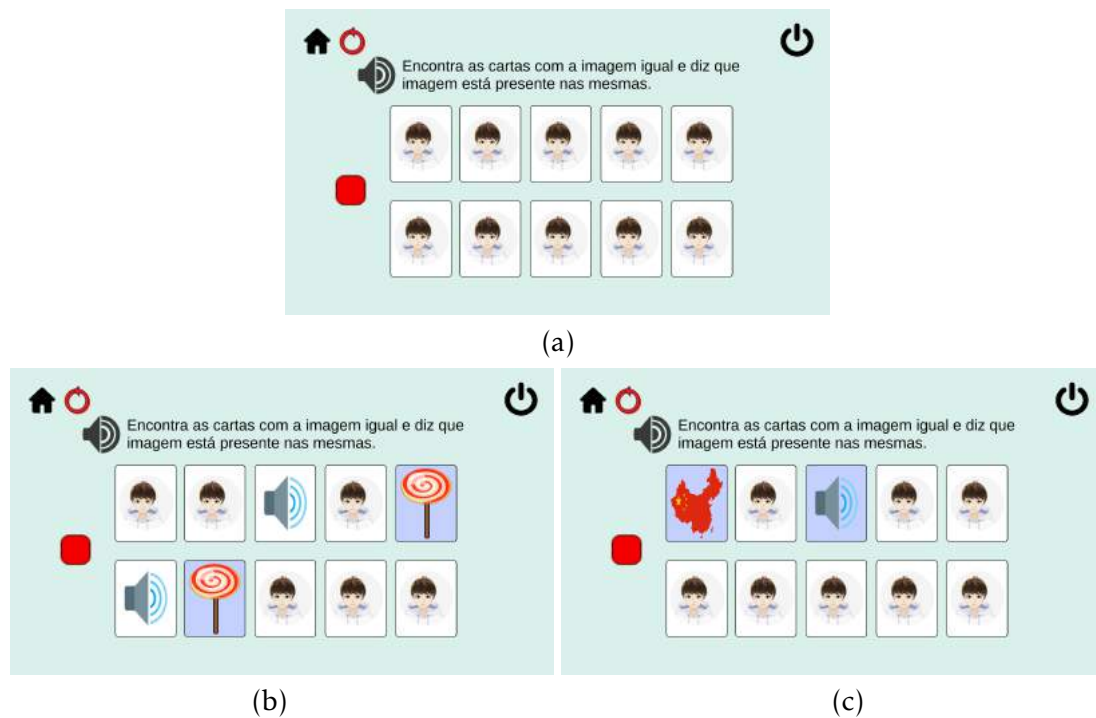 Encontra as cartas com a imagem igual e diz que
imagem está presente nas mesmas.
(a)
Encontra as cartas com a imagem igual e diz que
imagem está presente nas mesmas.
(b)
Encontra as cartas com a imagem igual e diz que
imagem está presente nas mesmas.
(c)